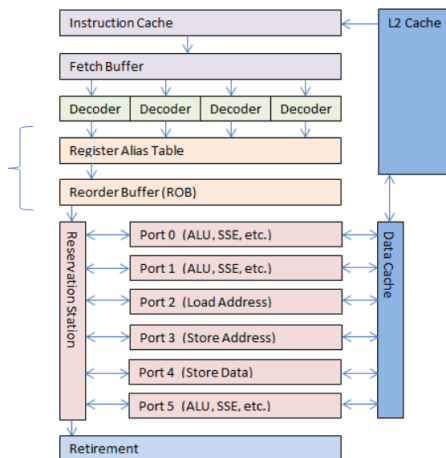 Instruction Cache
L2 Cache
Fetch Buffer
Decoder Decoder Decoder Decoder
Register Alias Table
Reorder Buffer (ROB)
Reservation Station
Port 0 (ALU, SSE, etc.)
Port 1 (ALU, SSE, etc.)
Port 2 (Load Address)
Port 3 (Store Address)
Port 4 (Store Data)
Port 5 (ALU, SSE, etc.)
Data Cache
Retirement